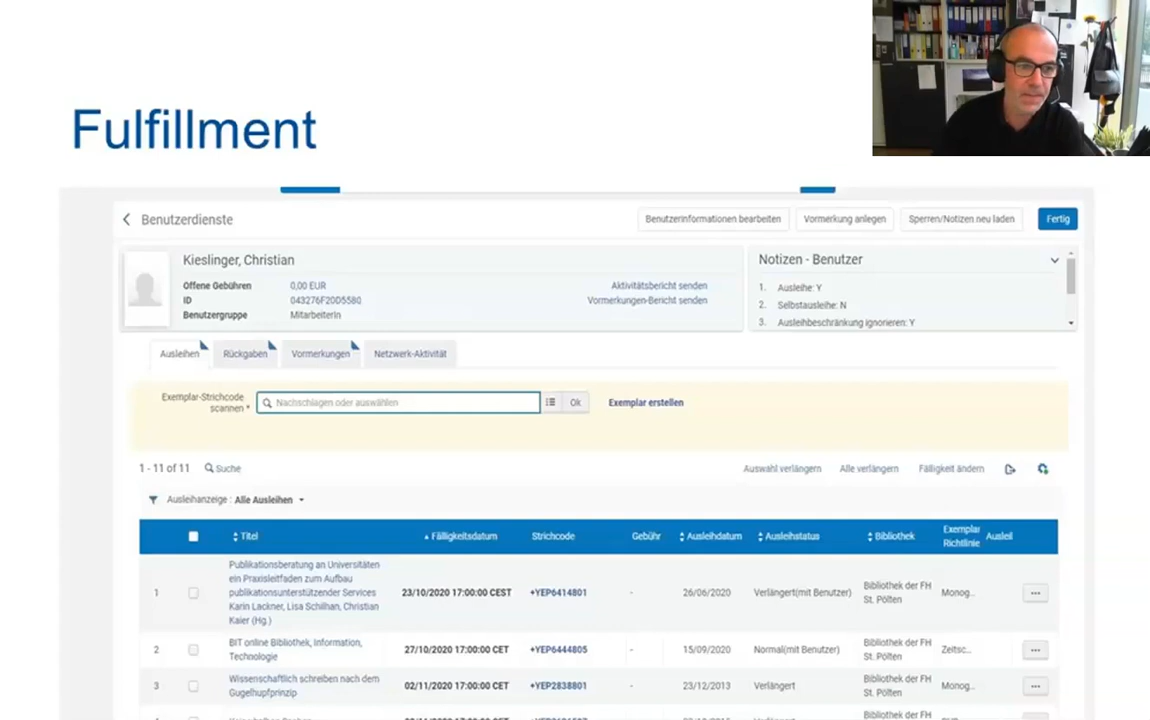 Fulfillment
Benutzerdienste
Benutzerinformationen bearbeiten
Vormerkung anlegen
Sperren/Notizen neu laden
Fertig
Kieslinger, Christian
Offene Gebühren 0,00 EUR
Aktivitätsbericht senden
ID 043276F20D5580
Vormerkungen-Bericht senden
Benutzergruppe MitarbeiterIn
Notizen - Benutzer
1. Ausleihe: Y
2. Selbstausleihe: N
3. Ausleihbeschränkung ignorieren: Y
Ausleihen Rückgaben Vormerkungen Netzwerk-Aktivität
Exemplar-Strichcode
scannen *
Nachschlagen oder auswählen
Ok
Exemplar erstellen
1 - 11 of 11 Suche
Auswahl verlängern Alle verlängern Fälligkeit ändern
Ausleihanzeige : Alle Ausleihen
Titel Fälligkeitsdatum Strichcode Gebühr Ausleihdatum Ausleihstatus Bibliothek
Exemplar
Richtlinie
Ausleil
1
Publikationsberatung an Universitäten
ein Praxisleitfaden zum Aufbau
publikationsunterstützender Services
Karin Lackner, Lisa Schilhan, Christian
Kaier (Hg.)
23/10/2020 17:00:00 CEST +YEP6414801 - 26/06/2020 Verlängert(mit Benutzer)
Bibliothek der FH
St. Pölten
Monog...
2
BIT online Bibliothek, Information,
Technologie
27/10/2020 17:00:00 CET +YEP6444805 - 15/09/2020 Normal(mit Benutzer)
Bibliothek der FH
St. Pölten
Zeitsc...
3
Wissenschaftlich schreiben nach dem
Gugelhupfprinzip
02/11/2020 17:00:00 CET +YEP2838801 - 23/12/2013 Verlängert
Bibliothek der FH
St. Pölten
Monog...
Bibliothek der FH